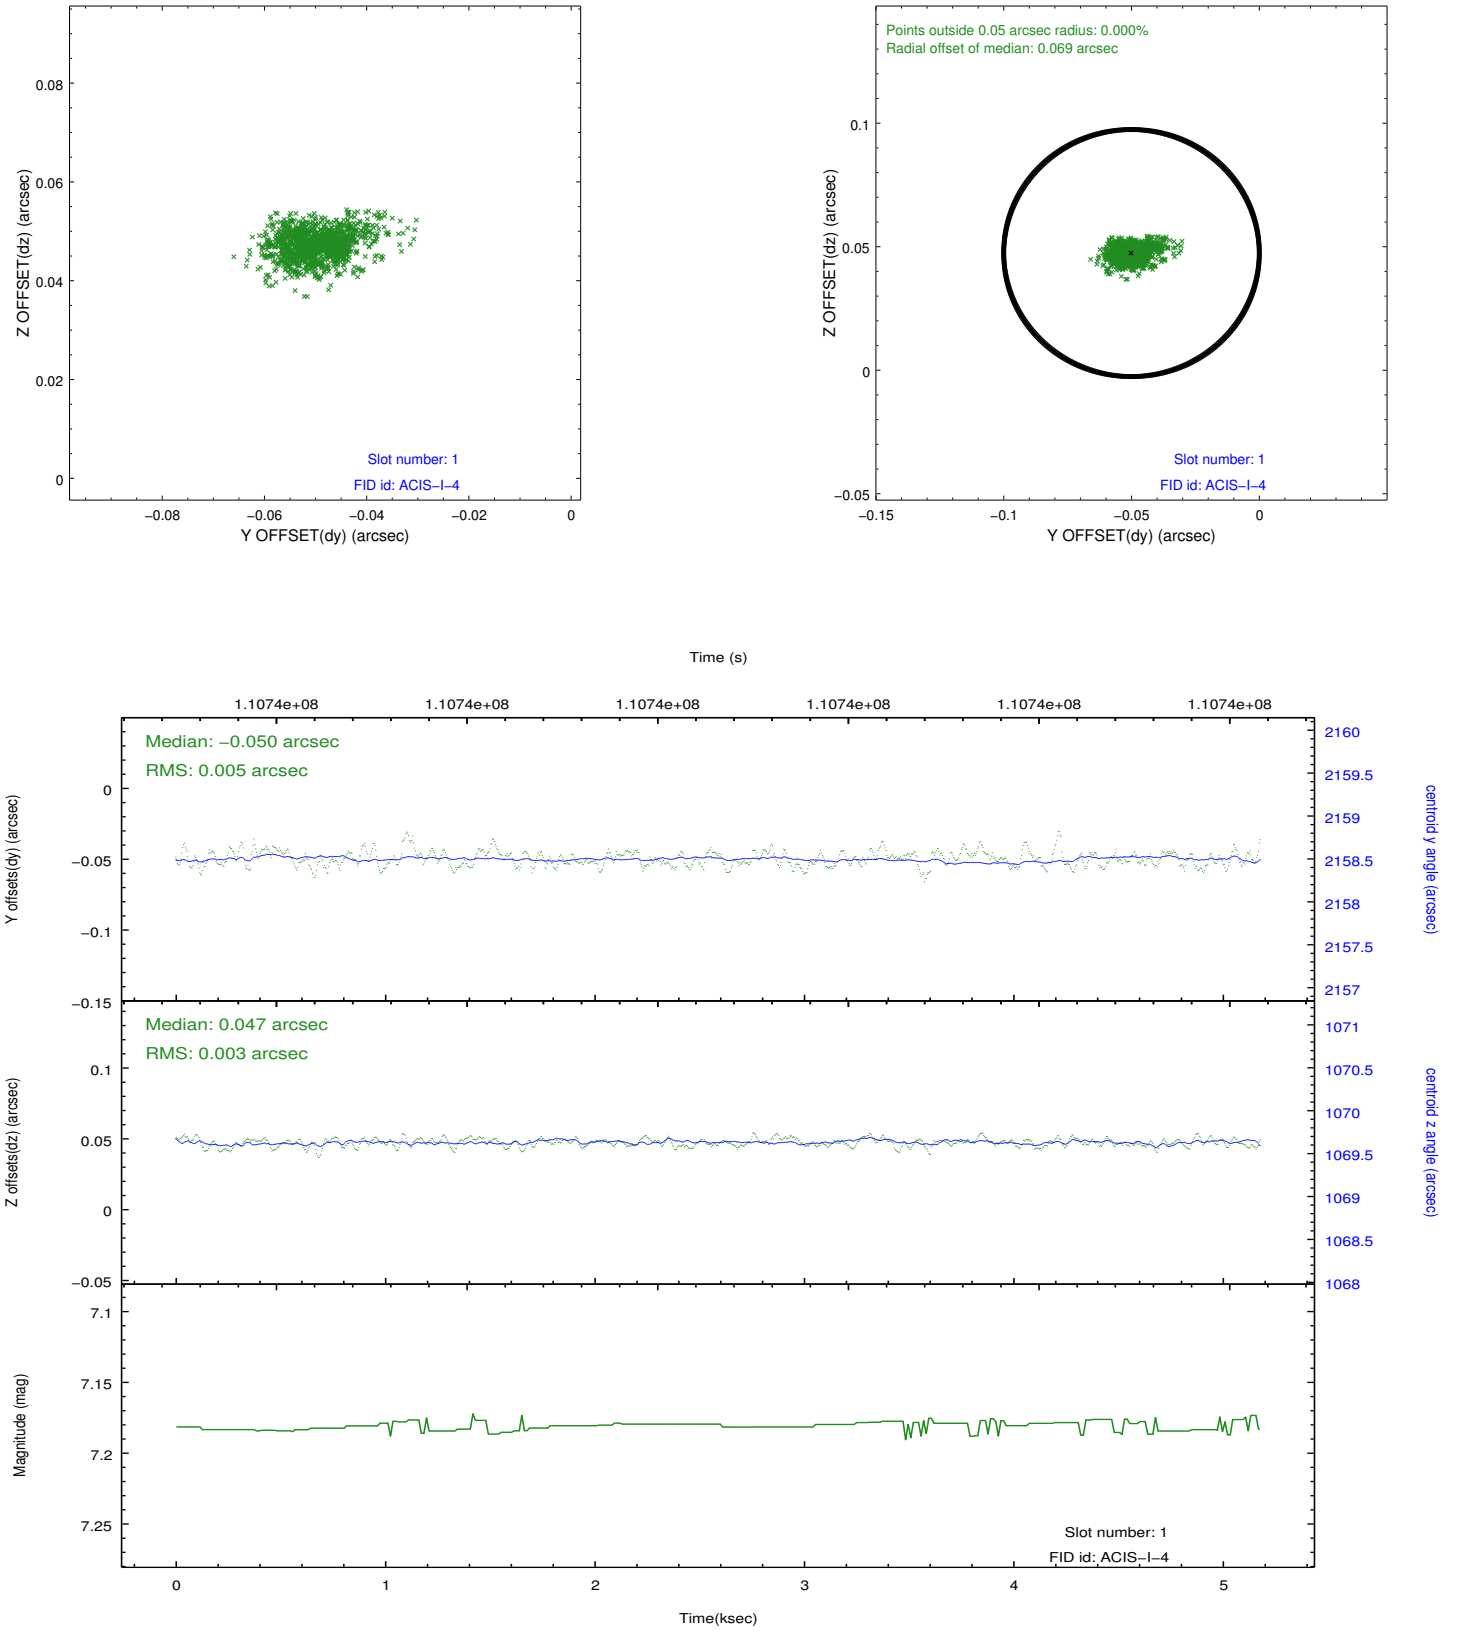 0.08
0.06
0.04
0.02
0
−0.08
−0.06
−0.04
−0.02
0
Z OFFSET(dz) (arcsec)
Y OFFSET(dy) (arcsec)
Slot number: 1
FID id: ACIS−I−4
Points outside 0.05 arcsec radius: 0.000%
Radial offset of median: 0.069 arcsec
0.1
0.05
0
−0.05
−0.15
−0.1
−0.05
0
Z OFFSET(dz) (arcsec)
Y OFFSET(dy) (arcsec)
Slot number: 1
FID id: ACIS−I−4
Time (s)
1.1074e+08
1.1074e+08
1.1074e+08
1.1074e+08
1.1074e+08
1.1074e+08
Median: −0.050 arcsec
RMS: 0.005 arcsec
0
−0.05
−0.1
−0.15
Y offsets(dy) (arcsec)
2160
2159.5
2159
2158.5
2158
2157.5
2157
centroid y angle (arcsec)
Median: 0.047 arcsec
RMS: 0.003 arcsec
0.1
0.05
0
−0.05
Z offsets(dz) (arcsec)
1071
1070.5
1070
1069.5
1069
1068.5
1068
centroid z angle (arcsec)
7.1
7.15
7.2
7.25
Magnitude (mag)
Slot number: 1
FID id: ACIS−I−4
0
1
2
3
4
5
Time(ksec)